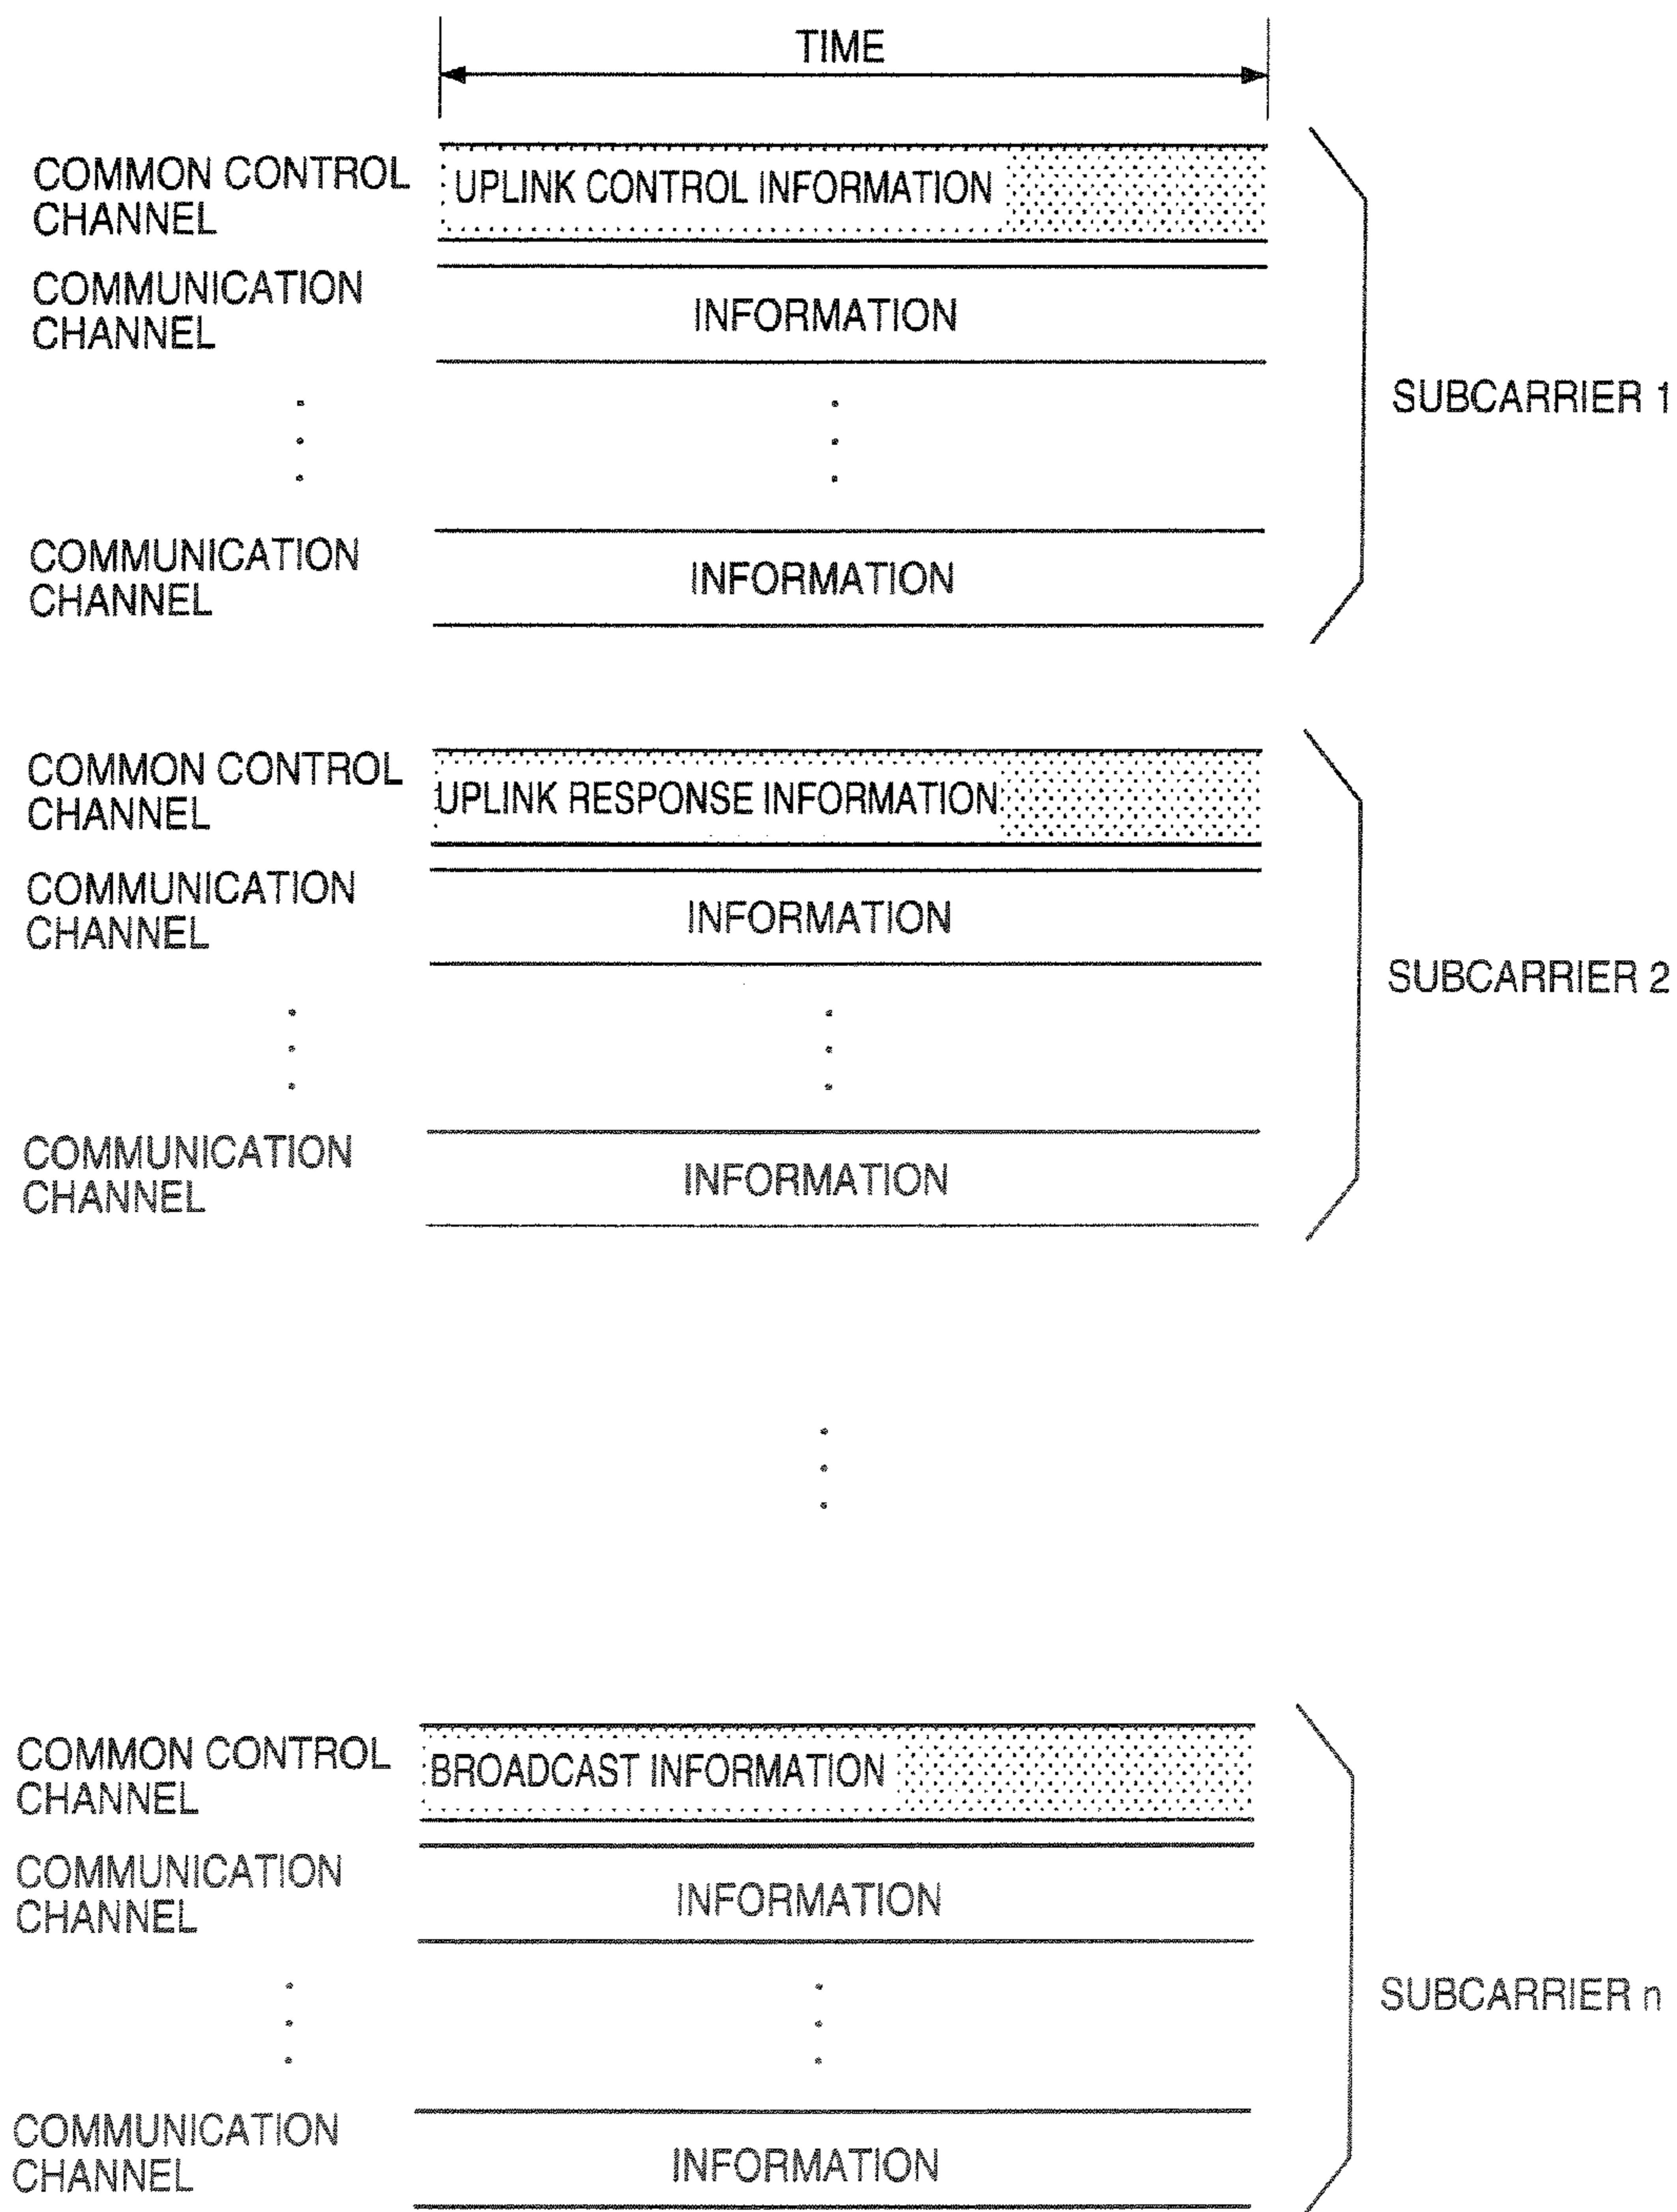 TIME
COMMON CONTROL
CHANNEL
UPLINK CONTROL INFORMATION
COMMUNICATION
CHANNEL
INFORMATION
SUBCARRIER 1
COMMUNICATION
CHANNEL
INFORMATION
COMMON CONTROL
CHANNEL
UPLINK RESPONSE INFORMATION
COMMUNICATION
CHANNEL
INFORMATION
SUBCARRIER 2
COMMUNICATION
CHANNEL
INFORMATION
COMMON CONTROL
CHANNEL
BROADCAST INFORMATION
COMMUNICATION
CHANNEL
INFORMATION
SUBCARRIER n
COMMUNICATION
CHANNEL
INFORMATION